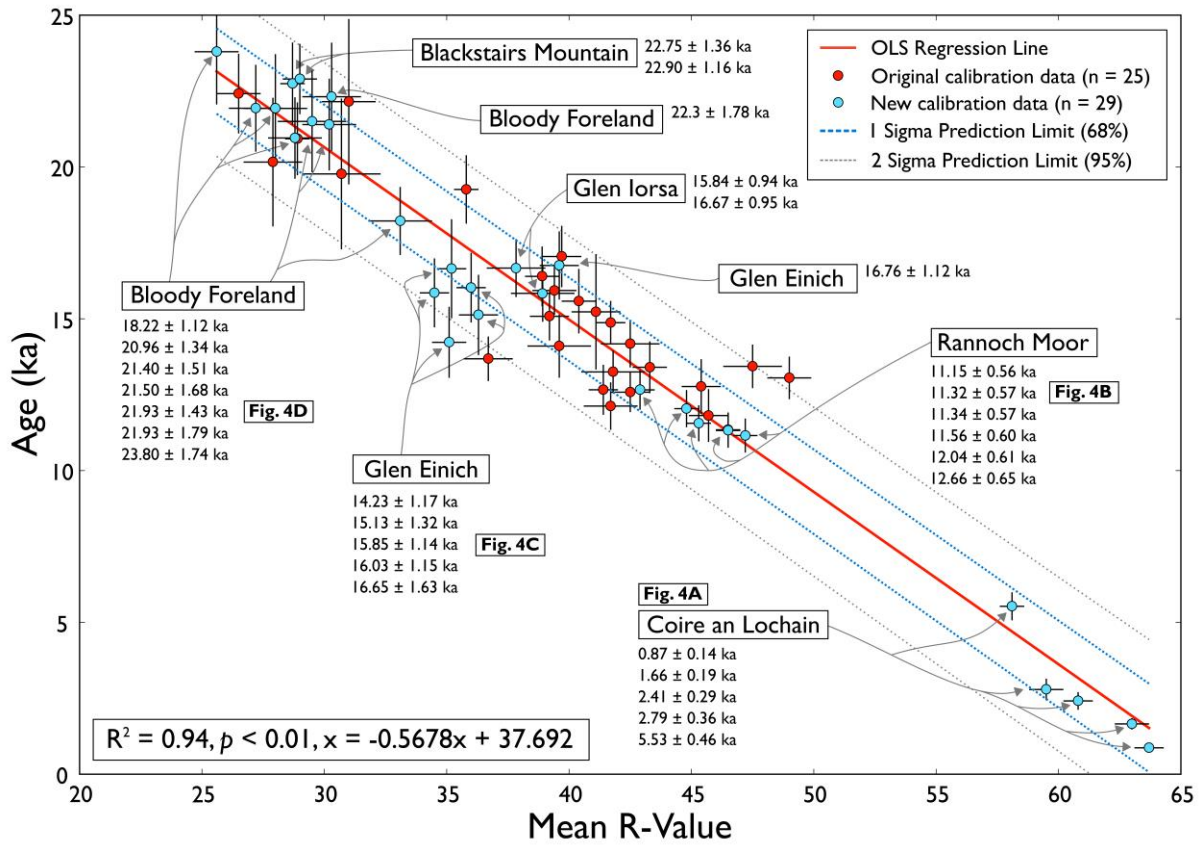 25
20
15
10
5
0
Age (ka)
20 25 30 35 40 45 50 55 60 65
Mean R-Value
OLS Regression Line
Original calibration data (n = 25)
New calibration data (n = 29)
1 Sigma Prediction Limit (68%)
2 Sigma Prediction Limit (95%)
Blackstairs Mountain
22.75 ± 1.36 ka
22.90 ± 1.16 ka
Bloody Foreland
22.3 ± 1.78 ka
Glen Iorsa
15.84 ± 0.94 ka
16.67 ± 0.95 ka
Glen Einich
16.76 ± 1.12 ka
Bloody Foreland
18.22 ± 1.12 ka
20.96 ± 1.34 ka
21.40 ± 1.51 ka
21.50 ± 1.68 ka
21.93 ± 1.43 ka
21.93 ± 1.79 ka
23.80 ± 1.74 ka
Fig. 4D
Rannoch Moor
11.15 ± 0.56 ka
11.32 ± 0.57 ka
11.34 ± 0.57 ka
11.56 ± 0.60 ka
12.04 ± 0.61 ka
12.66 ± 0.65 ka
Fig. 4B
Glen Einich
14.23 ± 1.17 ka
15.13 ± 1.32 ka
15.85 ± 1.14 ka
16.03 ± 1.15 ka
16.65 ± 1.63 ka
Fig. 4C
Fig. 4A
Coire an Lochain
0.87 ± 0.14 ka
1.66 ± 0.19 ka
2.41 ± 0.29 ka
2.79 ± 0.36 ka
5.53 ± 0.46 ka
R² = 0.94, p < 0.01, x = -0.5678x + 37.692